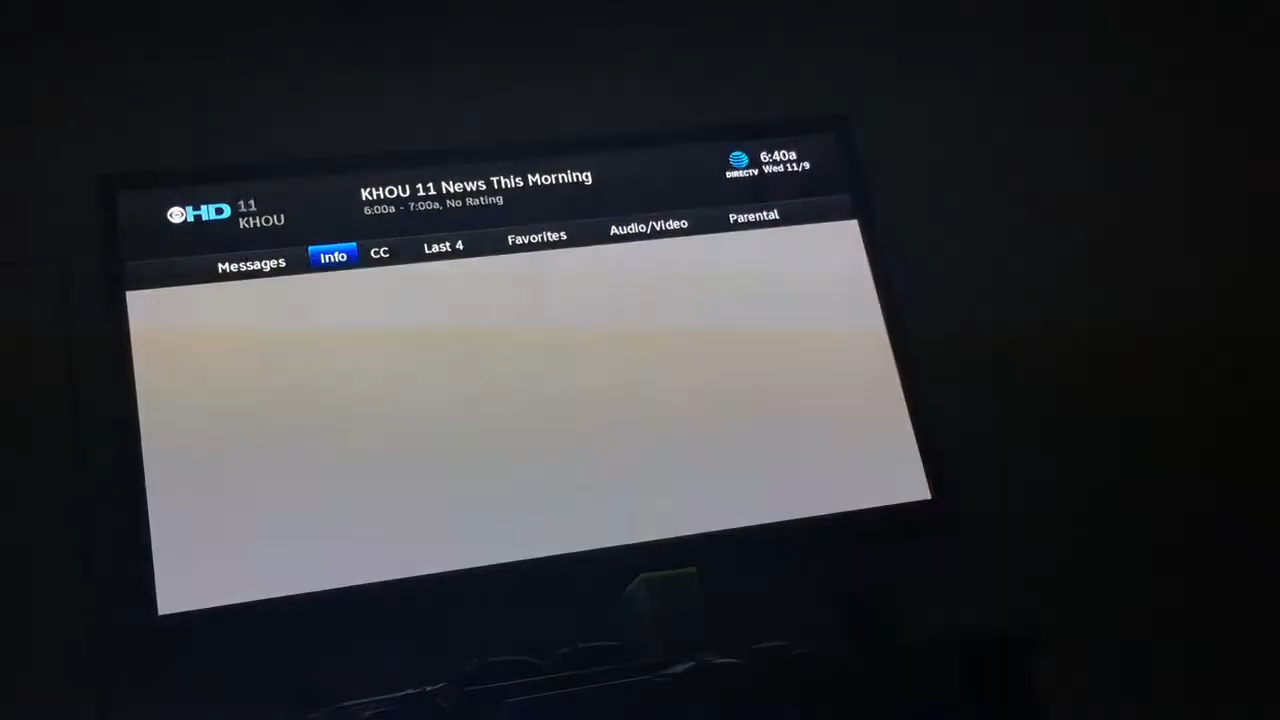 HD 11
KHOU
KHOU 11 News This Morning
6:00a - 7:00a, No Rating
DIRECTV
6:40a
Wed 11/9
Messages Info CC Last 4 Favorites Audio/Video Parental